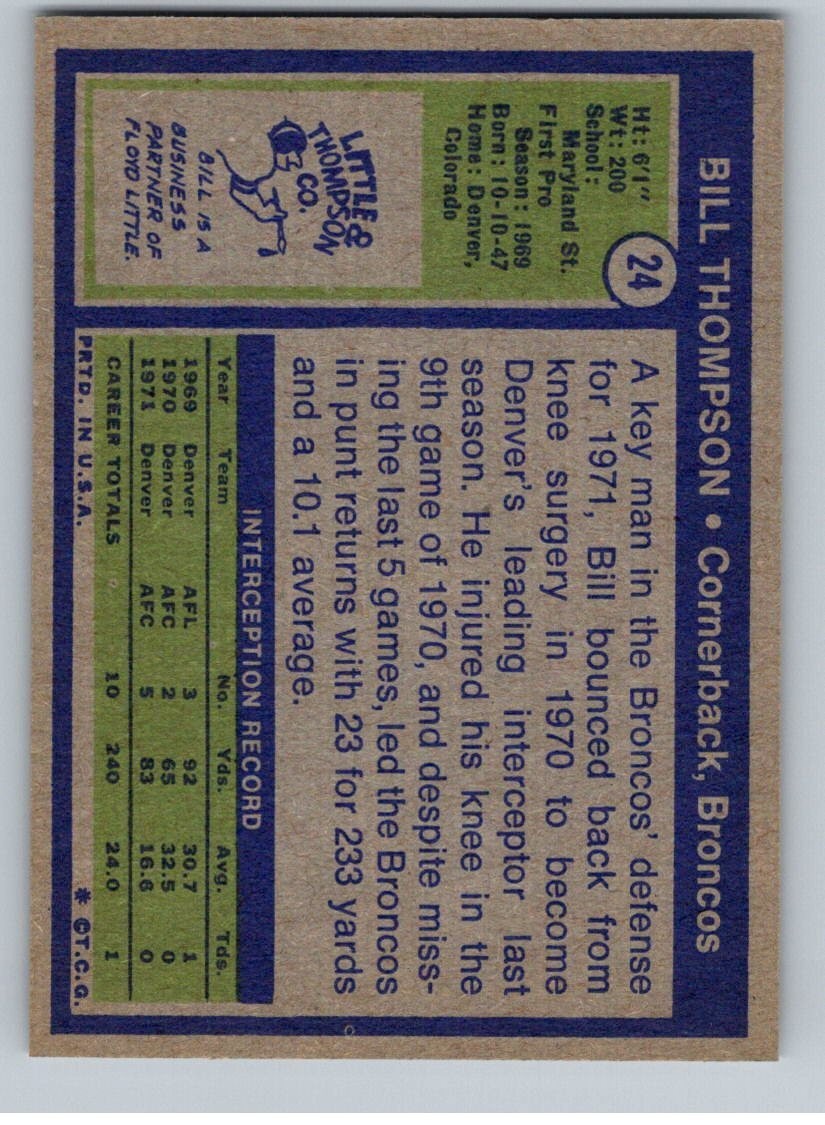 BILL THOMPSON • Cornerback, Broncos
24
Ht: 6'1"
Wt: 200
School:
Maryland St.
First Pro
Season: 1969
Born: 10-10-47
Home: Denver,
Colorado
LITTLE &
THOMPSON
CO.
BILL IS A
BUSINESS
PARTNER OF
FLOYD LITTLE.
A key man in the Broncos' defense
for 1971, Bill bounced back from
knee surgery in 1970 to become
Denver's leading interceptor last
season. He injured his knee in the
9th game of 1970, and despite miss-
ing the last 5 games, led the Broncos
in punt returns with 23 for 233 yards
and a 10.1 average.
INTERCEPTION RECORD
Year Team No. Yds. Avg. Tds.
1969 Denver AFL 3 92 30.7 1
1970 Denver AFC 2 65 32.5 0
1971 Denver AFC 5 83 16.6 0
CAREER TOTALS 10 240 24.0 1
PRTD. IN U.S.A. * ©T.C.G.